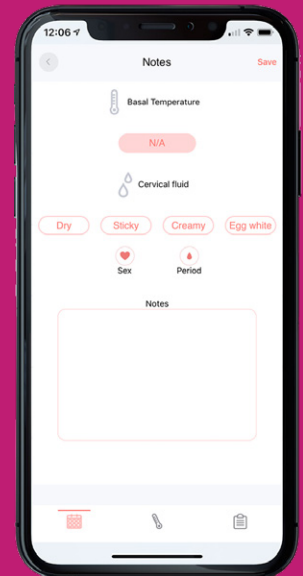 12:06
Notes
Save
Basal Temperature
N/A
Cervical fluid
Dry Sticky Creamy Egg white
Sex Period
Notes